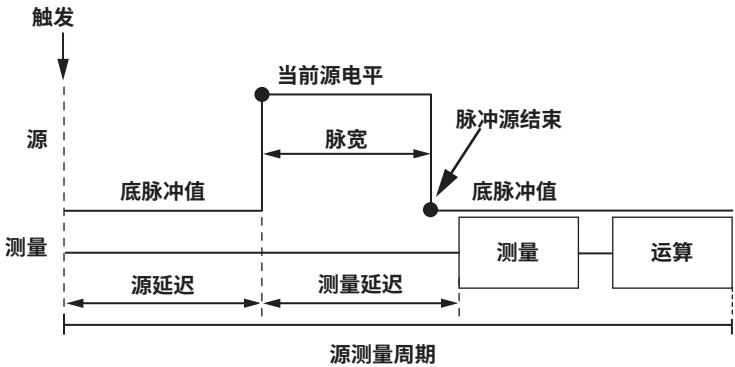 触发
当前源电平
脉冲源结束
源
脉宽
底脉冲值
底脉冲值
测量
测量
运算
源延迟
测量延迟
源测量周期